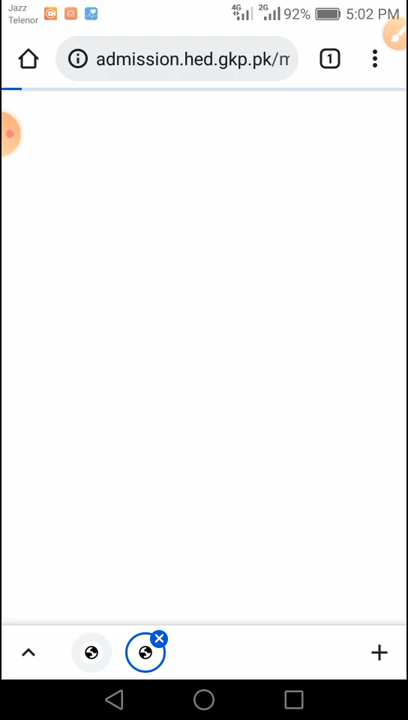 Jazz
Telenor
4G 2G 92% 5:02 PM
admission.hed.gkp.pk/m
1